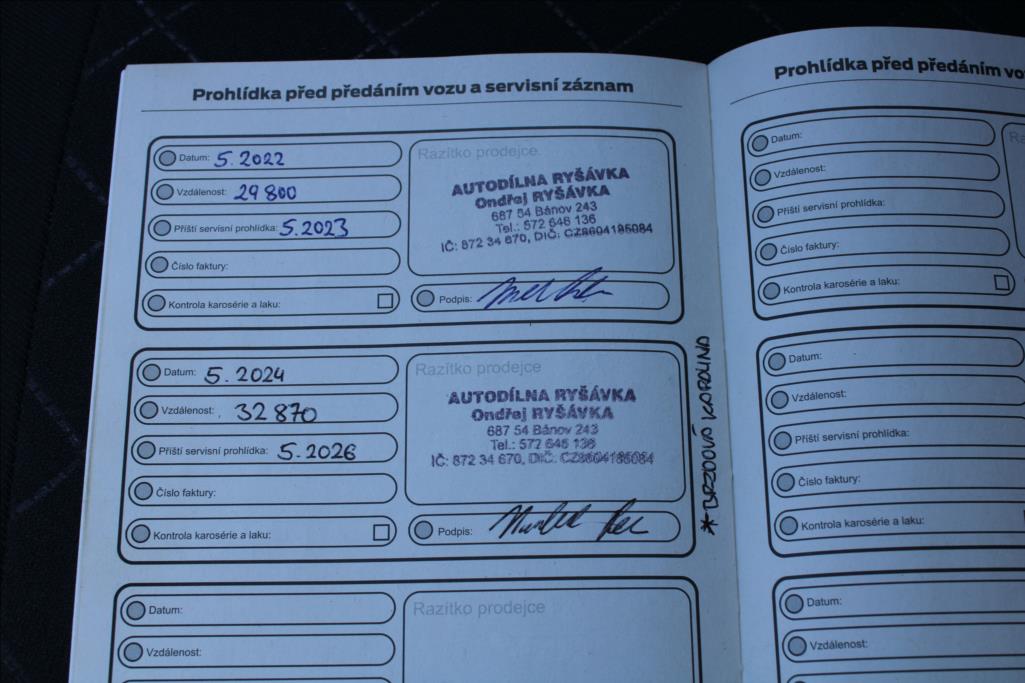 Prohlídka před předáním vozu a servisní záznam
Datum: 5.2022
Vzdálenost: 29 800
Příští servisní prohlídka: 5.2023
Číslo faktury:
Kontrola karosérie a laku:
Razítko prodejce
AUTODÍLNA RYŠÁVKA
Ondřej RYŠÁVKA
687 54 Bánov 243
Tel.: 572 646 136
IČ: 872 34 670, DIČ: CZ8604185084
Podpis:
Datum: 5.2024
Vzdálenost: 32 870
Příští servisní prohlídka: 5.2026
Číslo faktury:
Kontrola karosérie a laku:
Razítko prodejce
AUTODÍLNA RYŠÁVKA
Ondřej RYŠÁVKA
687 54 Bánov 243
Tel.: 572 646 136
IČ: 872 34 670, DIČ: CZ8604185084
Podpis:
*BRZDOVÁ KAPALINA
Datum:
Vzdálenost:
Razítko prodejce
Prohlídka před předáním vo
Datum:
Vzdálenost:
Příští servisní prohlídka:
Číslo faktury:
Kontrola karosérie a laku:
Datum:
Vzdálenost:
Příští servisní prohlídka:
Číslo faktury:
Kontrola karosérie a laku:
Datum:
Vzdálenost: